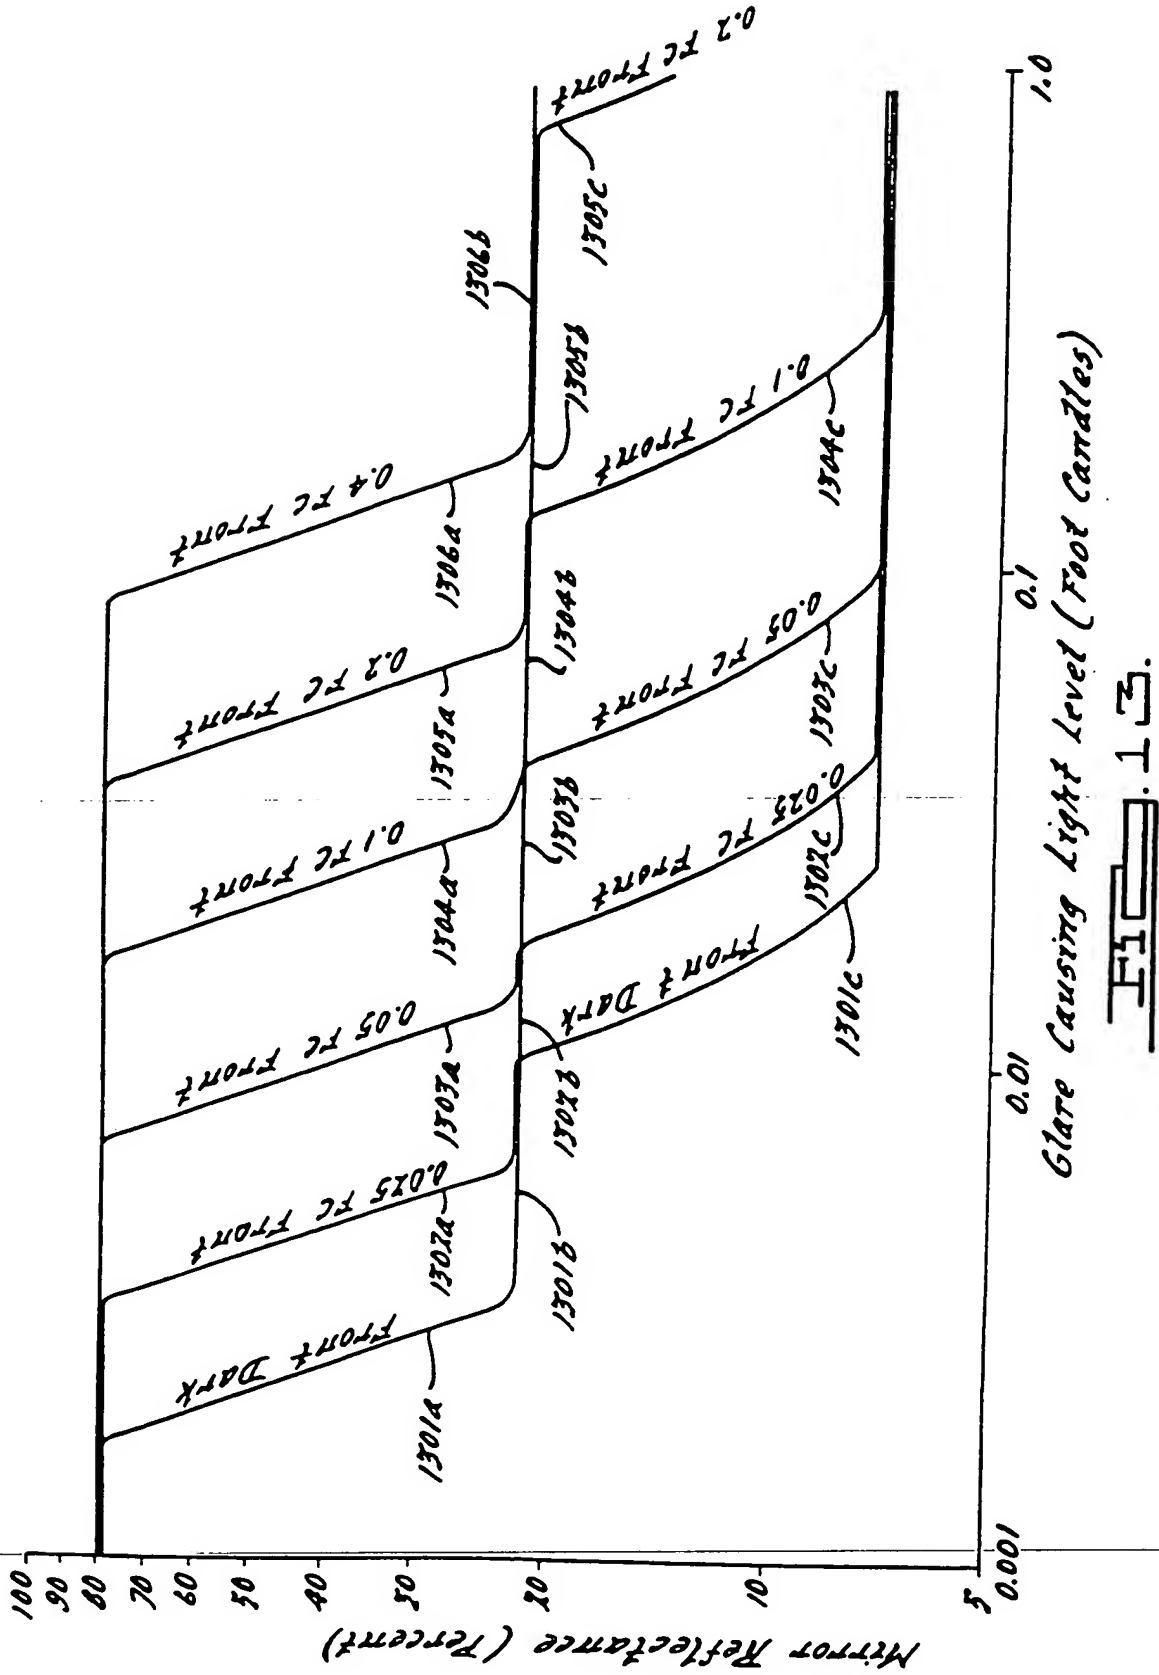 Mirror Reflectance (Percent)
100
90
80
70
60
50
40
30
20
10
5
0.001
0.01
0.1
1.0
Glare Causing Light Level (Foot Candles)
Front Dark
1301a
0.025 FC Front
1302a
0.05 FC Front
1303a
0.1 FC Front
1304a
0.2 FC Front
1305a
0.4 FC Front
1306a
1301b
1302b
1303b
1304b
1305b
1306b
Front Dark
1301c
0.025 FC Front
1302c
0.05 FC Front
1303c
0.1 FC Front
1304c
0.2 FC Front
1305c
FIG. 13.